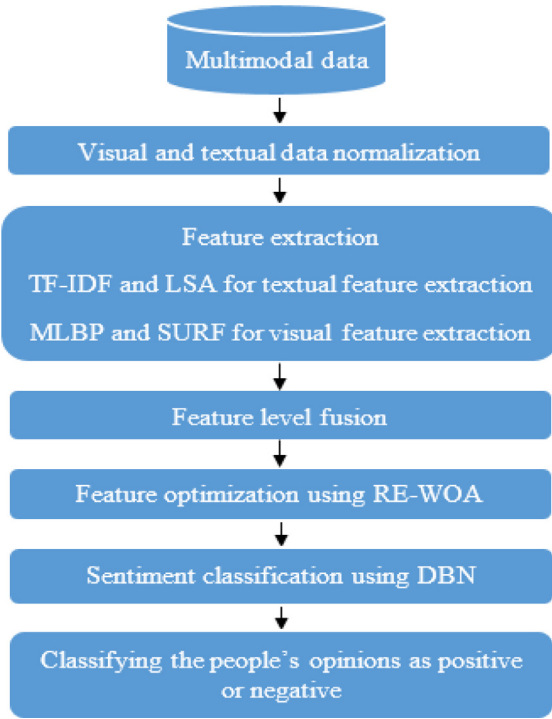 Multimodal data
Visual and textual data normalization
Feature extraction
TF-IDF and LSA for textual feature extraction
MLBP and SURF for visual feature extraction
Feature level fusion
Feature optimization using RE-WOA
Sentiment classification using DBN
Classifying the people's opinions as positive
or negative